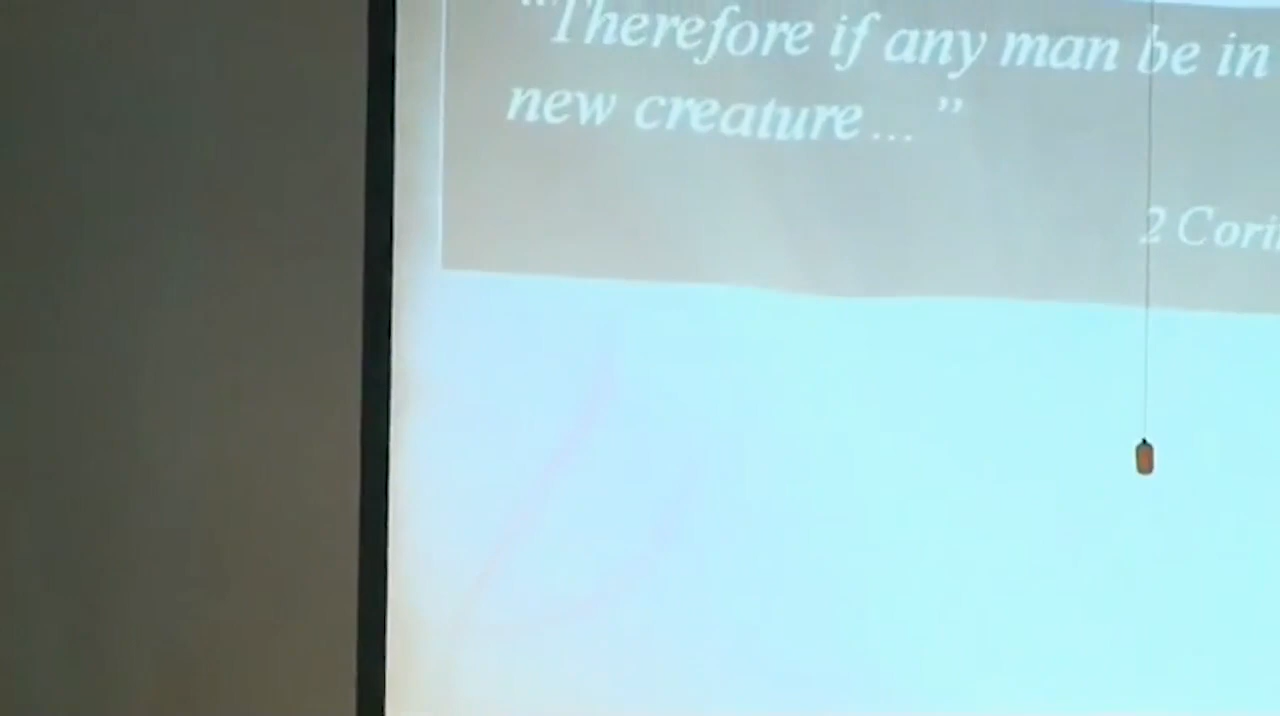 “Therefore if any man be in
new creature... ”
2 Cori